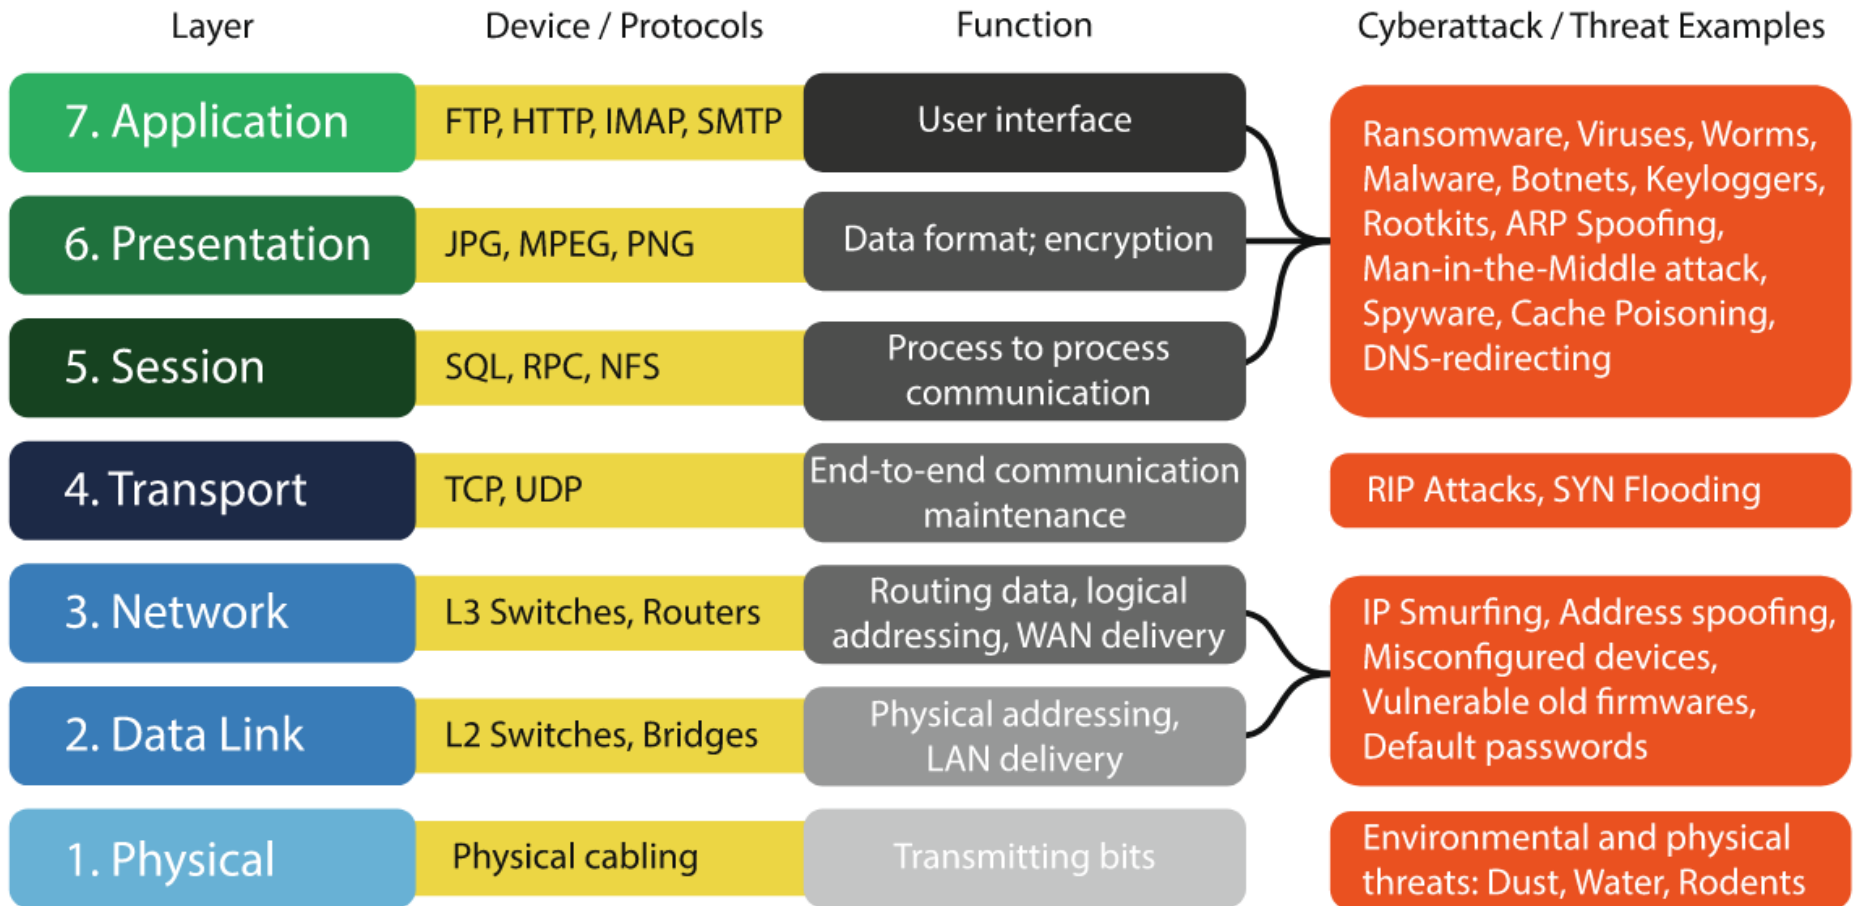 Layer
Device / Protocols
Function
Cyberattack / Threat Examples
7. Application
FTP, HTTP, IMAP, SMTP
User interface
6. Presentation
JPG, MPEG, PNG
Data format; encryption
5. Session
SQL, RPC, NFS
Process to process
communication
Ransomware, Viruses, Worms,
Malware, Botnets, Keyloggers,
Rootkits, ARP Spoofing,
Man-in-the-Middle attack,
Spyware, Cache Poisoning,
DNS-redirecting
4. Transport
TCP, UDP
End-to-end communication
maintenance
RIP Attacks, SYN Flooding
3. Network
L3 Switches, Routers
Routing data, logical
addressing, WAN delivery
2. Data Link
L2 Switches, Bridges
Physical addressing,
LAN delivery
IP Smurfing, Address spoofing,
Misconfigured devices,
Vulnerable old firmwares,
Default passwords
1. Physical
Physical cabling
Transmitting bits
Environmental and physical
threats: Dust, Water, Rodents